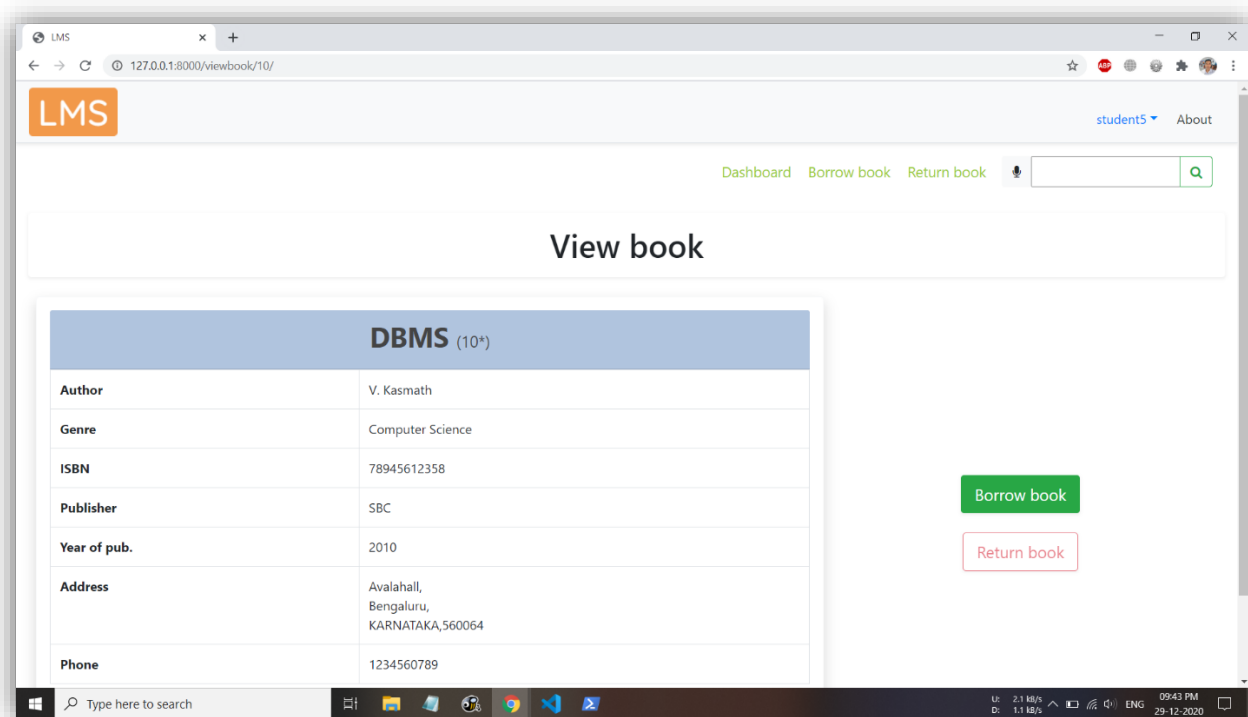 LMS
127.0.0.1:8000/viewbook/10/
ABP
LMS
student5 About
Dashboard Borrow book Return book
View book
DBMS (10*)
Author V. Kasmath
Genre Computer Science
ISBN 78945612358
Publisher SBC
Year of pub. 2010
Address Avalahall,
Bengaluru,
KARNATAKA,560064
Phone 1234560789
Borrow book
Return book
Type here to search
U: 2.1 kB/s
D: 1.1 kB/s
ENG
09:43 PM
29-12-2020